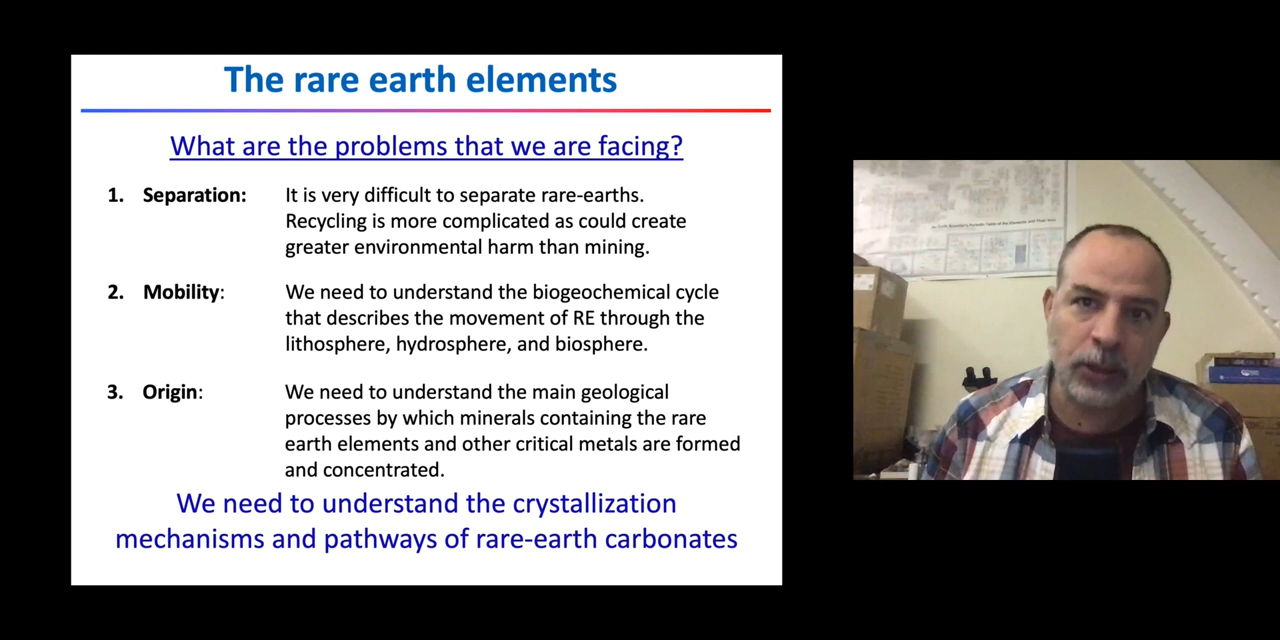 The rare earth elements
What are the problems that we are facing?
1. Separation: It is very difficult to separate rare-earths.
Recycling is more complicated as could create
greater environmental harm than mining.
2. Mobility: We need to understand the biogeochemical cycle
that describes the movement of RE through the
lithosphere, hydrosphere, and biosphere.
3. Origin: We need to understand the main geological
processes by which minerals containing the rare
earth elements and other critical metals are formed
and concentrated.
We need to understand the crystallization
mechanisms and pathways of rare-earth carbonates